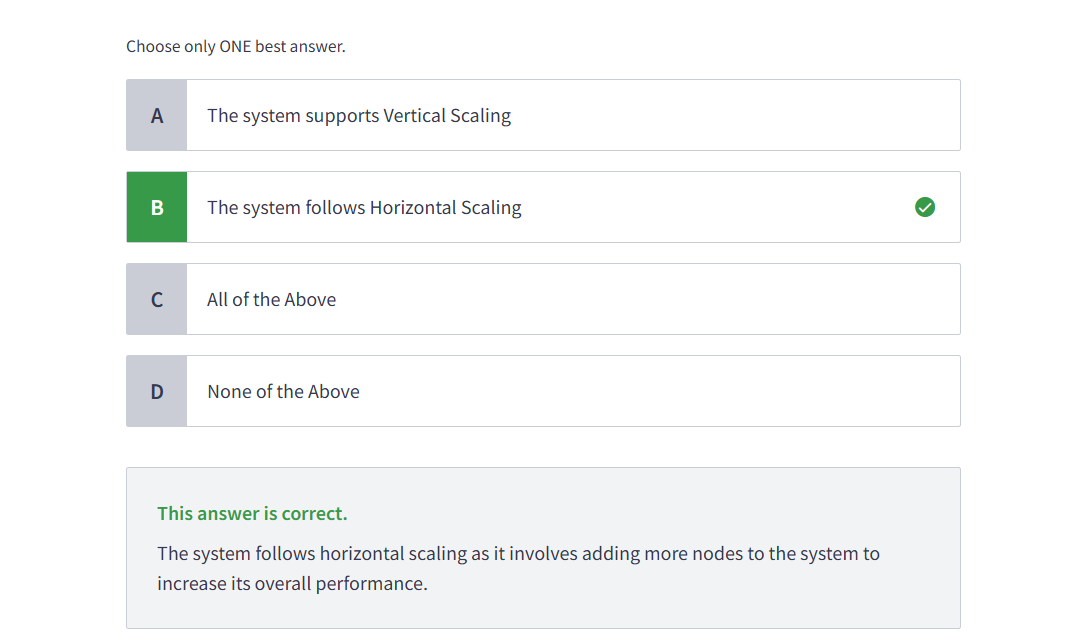 Choose only ONE best answer.
A
The system supports Vertical Scaling
B
The system follows Horizontal Scaling
C
All of the Above
D
None of the Above
This answer is correct.
The system follows horizontal scaling as it involves adding more nodes to the system to
increase its overall performance.